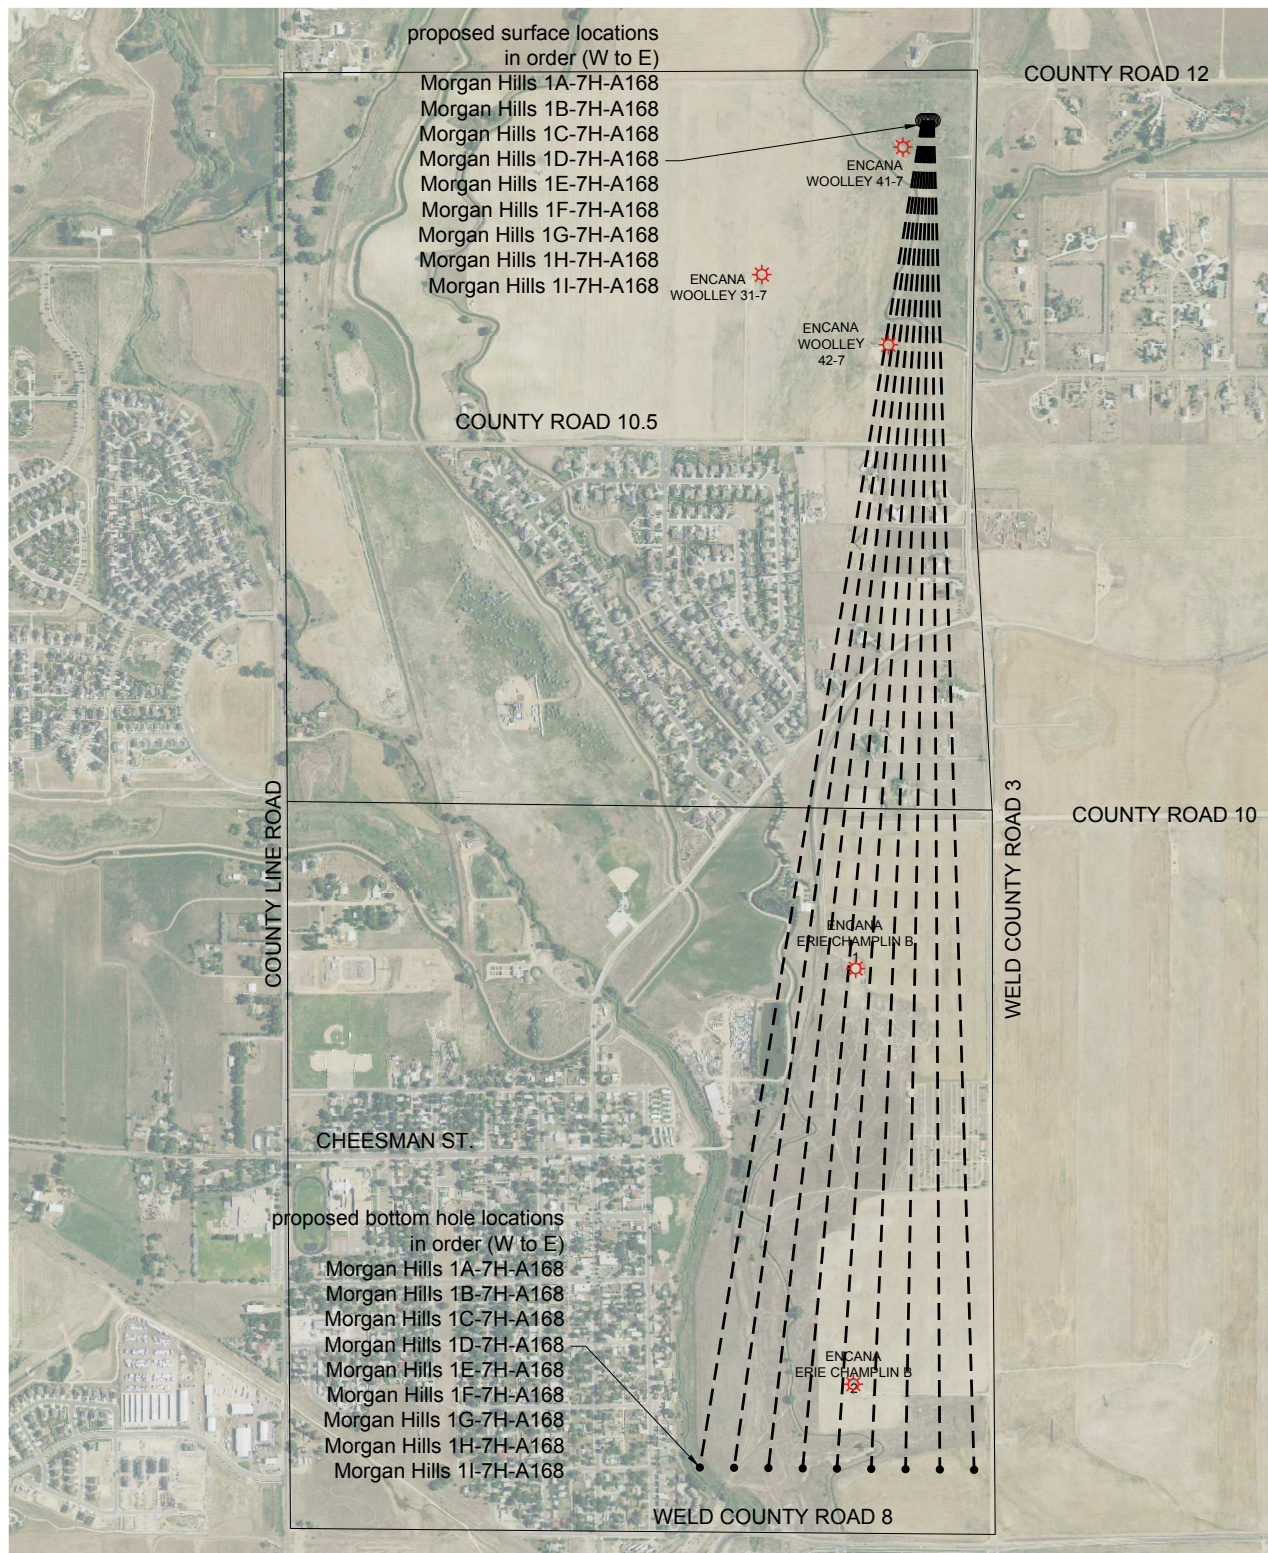 proposed surface locations
in order (W to E)
Morgan Hills 1A-7H-A168
Morgan Hills 1B-7H-A168
Morgan Hills 1C-7H-A168
Morgan Hills 1D-7H-A168
Morgan Hills 1E-7H-A168
Morgan Hills 1F-7H-A168
Morgan Hills 1G-7H-A168
Morgan Hills 1H-7H-A168
Morgan Hills 1I-7H-A168
COUNTY ROAD 12
ENCANA
WOOLLEY 41-7
ENCANA
WOOLLEY 31-7
ENCANA
WOOLLEY
42-7
COUNTY ROAD 10.5
COUNTY LINE ROAD
WELD COUNTY ROAD 3
COUNTY ROAD 10
ENCANA
ERIE CHAMPLIN B
1
CHEESMAN ST.
proposed bottom hole locations
in order (W to E)
Morgan Hills 1A-7H-A168
Morgan Hills 1B-7H-A168
Morgan Hills 1C-7H-A168
Morgan Hills 1D-7H-A168
Morgan Hills 1E-7H-A168
Morgan Hills 1F-7H-A168
Morgan Hills 1G-7H-A168
Morgan Hills 1H-7H-A168
Morgan Hills 1I-7H-A168
ENCANA
ERIE CHAMPLIN B
2
WELD COUNTY ROAD 8